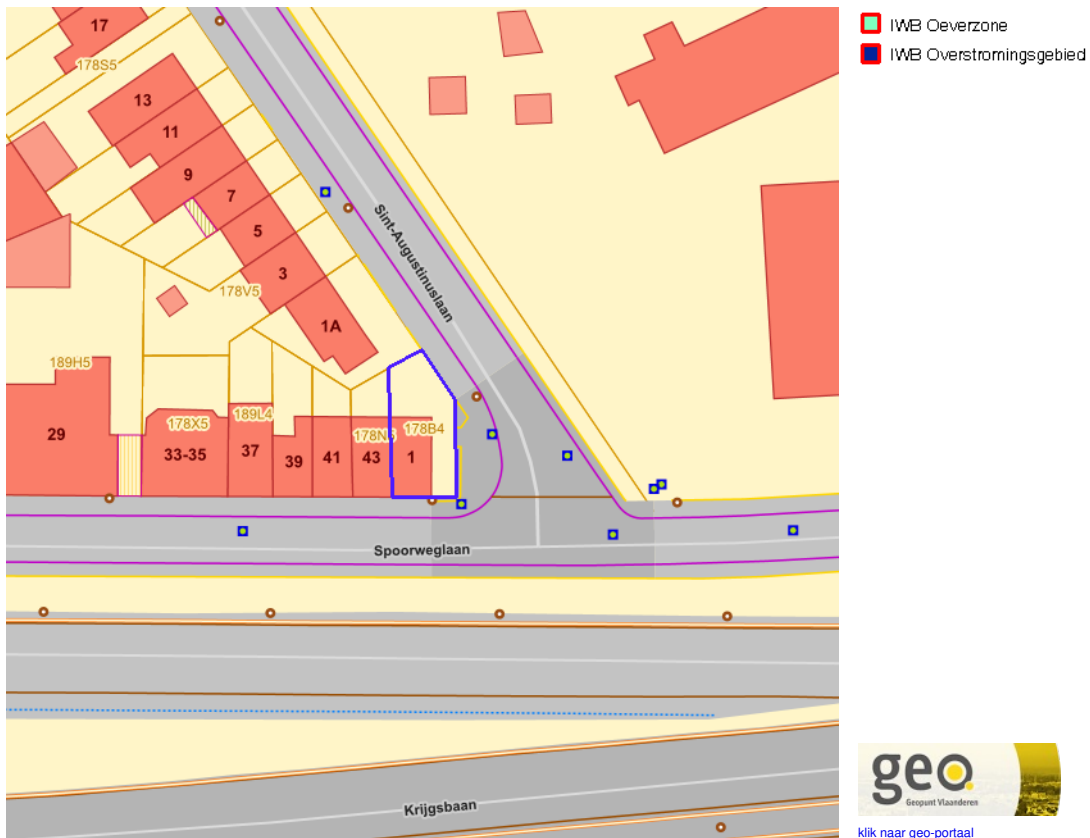 17
178S5
13
11
9
7
5
3
1A
178V5
Sint-Augustinuslaan
189H5
29
178X5
33-35
189L4
37
39
41
178N5
43
178B4
1
Spoorweglaan
Krijgsbaan
IWB Oeverzone
IWB Overstromingsgebied
geo
Geopunt Vlaanderen
klik naar geo-portaal